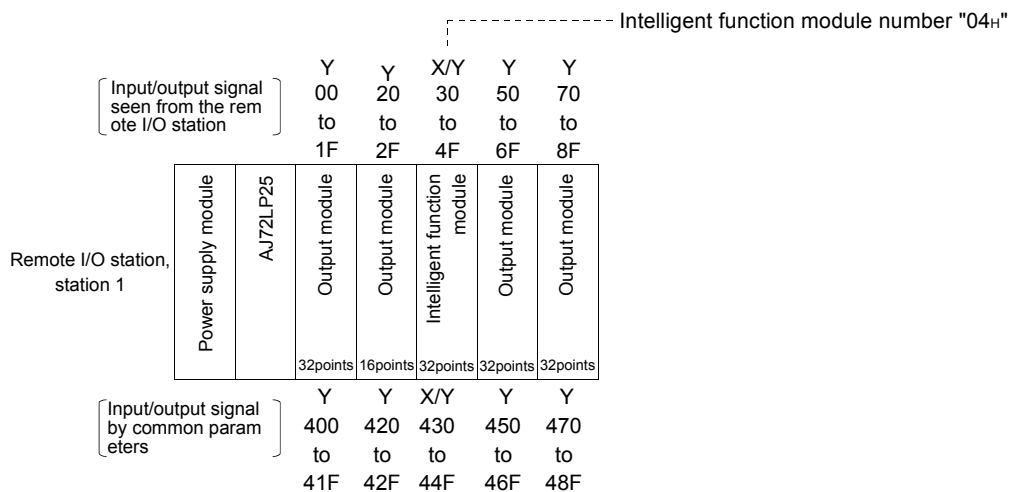 Intelligent function module number "04H"
Input/output signal
seen from the rem
ote I/O station
Y Y X/Y Y Y
00 20 30 50 70
to to to to to
1F 2F 4F 6F 8F
Remote I/O station,
station 1
Power supply module
AJ72LP25
Output module
Output module
Intelligent function
module
Output module
Output module
32points 16points 32points 32points 32points
Input/output signal
by common param
eters
Y Y X/Y Y Y
400 420 430 450 470
to to to to to
41F 42F 44F 46F 48F